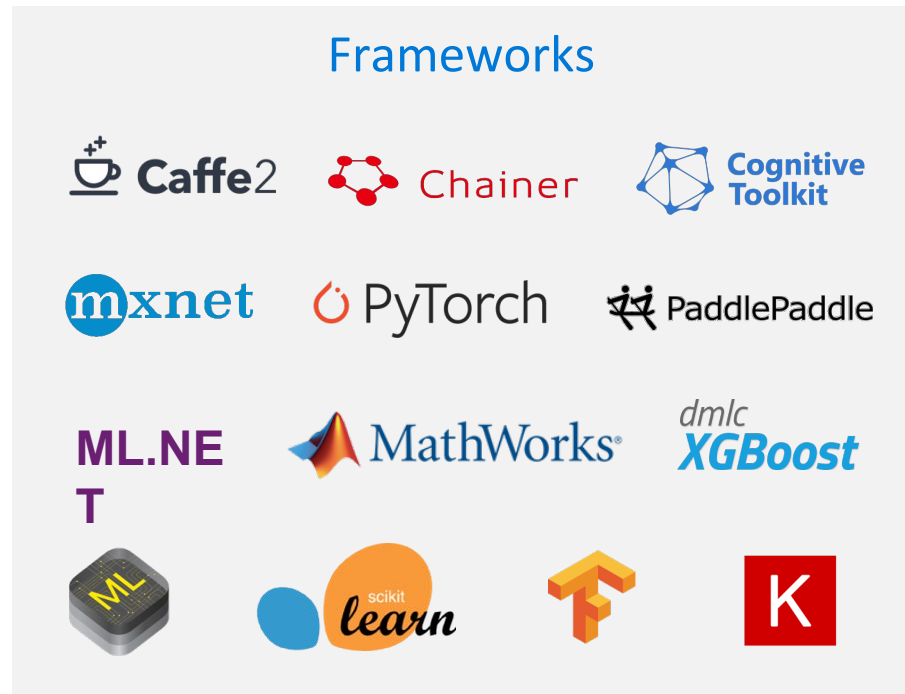 Frameworks
Caffe2
Chainer
Cognitive
Toolkit
mxnet
PyTorch
PaddlePaddle
ML.NE
T
MathWorks®
dmlc
XGBoost
ML
scikit
learn
K